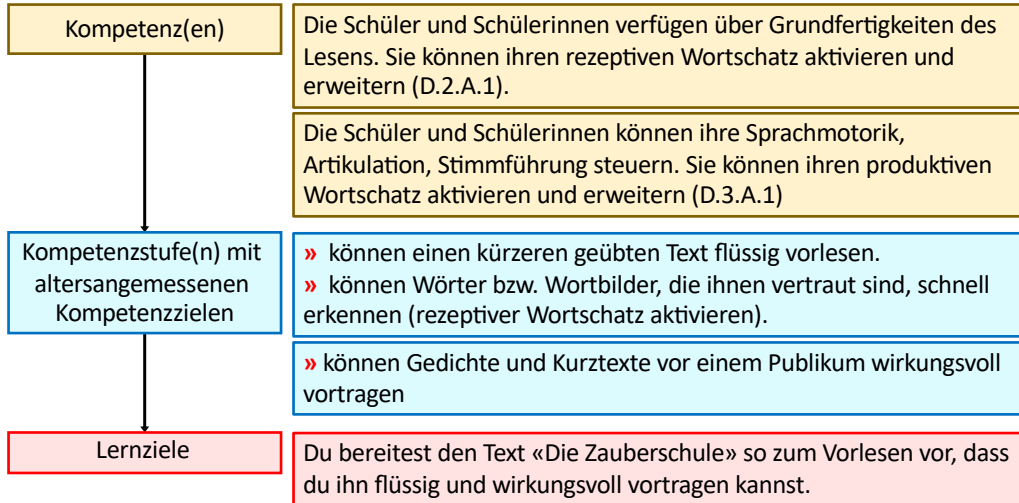 Kompetenz(en)
Die Schüler und Schülerinnen verfügen über Grundfertigkeiten des
Lesens. Sie können ihren rezeptiven Wortschatz aktivieren und
erweitern (D.2.A.1).
Die Schüler und Schülerinnen können ihre Sprachmotorik,
Artikulation, Stimmführung steuern. Sie können ihren produktiven
Wortschatz aktivieren und erweitern (D.3.A.1)
Kompetenzstufe(n) mit
altersangemessenen
Kompetenzzielen
» können einen kürzeren geübten Text flüssig vorlesen.
» können Wörter bzw. Wortbilder, die ihnen vertraut sind, schnell
erkennen (rezeptiver Wortschatz aktivieren).
» können Gedichte und Kurztexte vor einem Publikum wirkungsvoll
vortragen
Lernziele
Du bereitest den Text «Die Zauberschule» so zum Vorlesen vor, dass
du ihn flüssig und wirkungsvoll vortragen kannst.